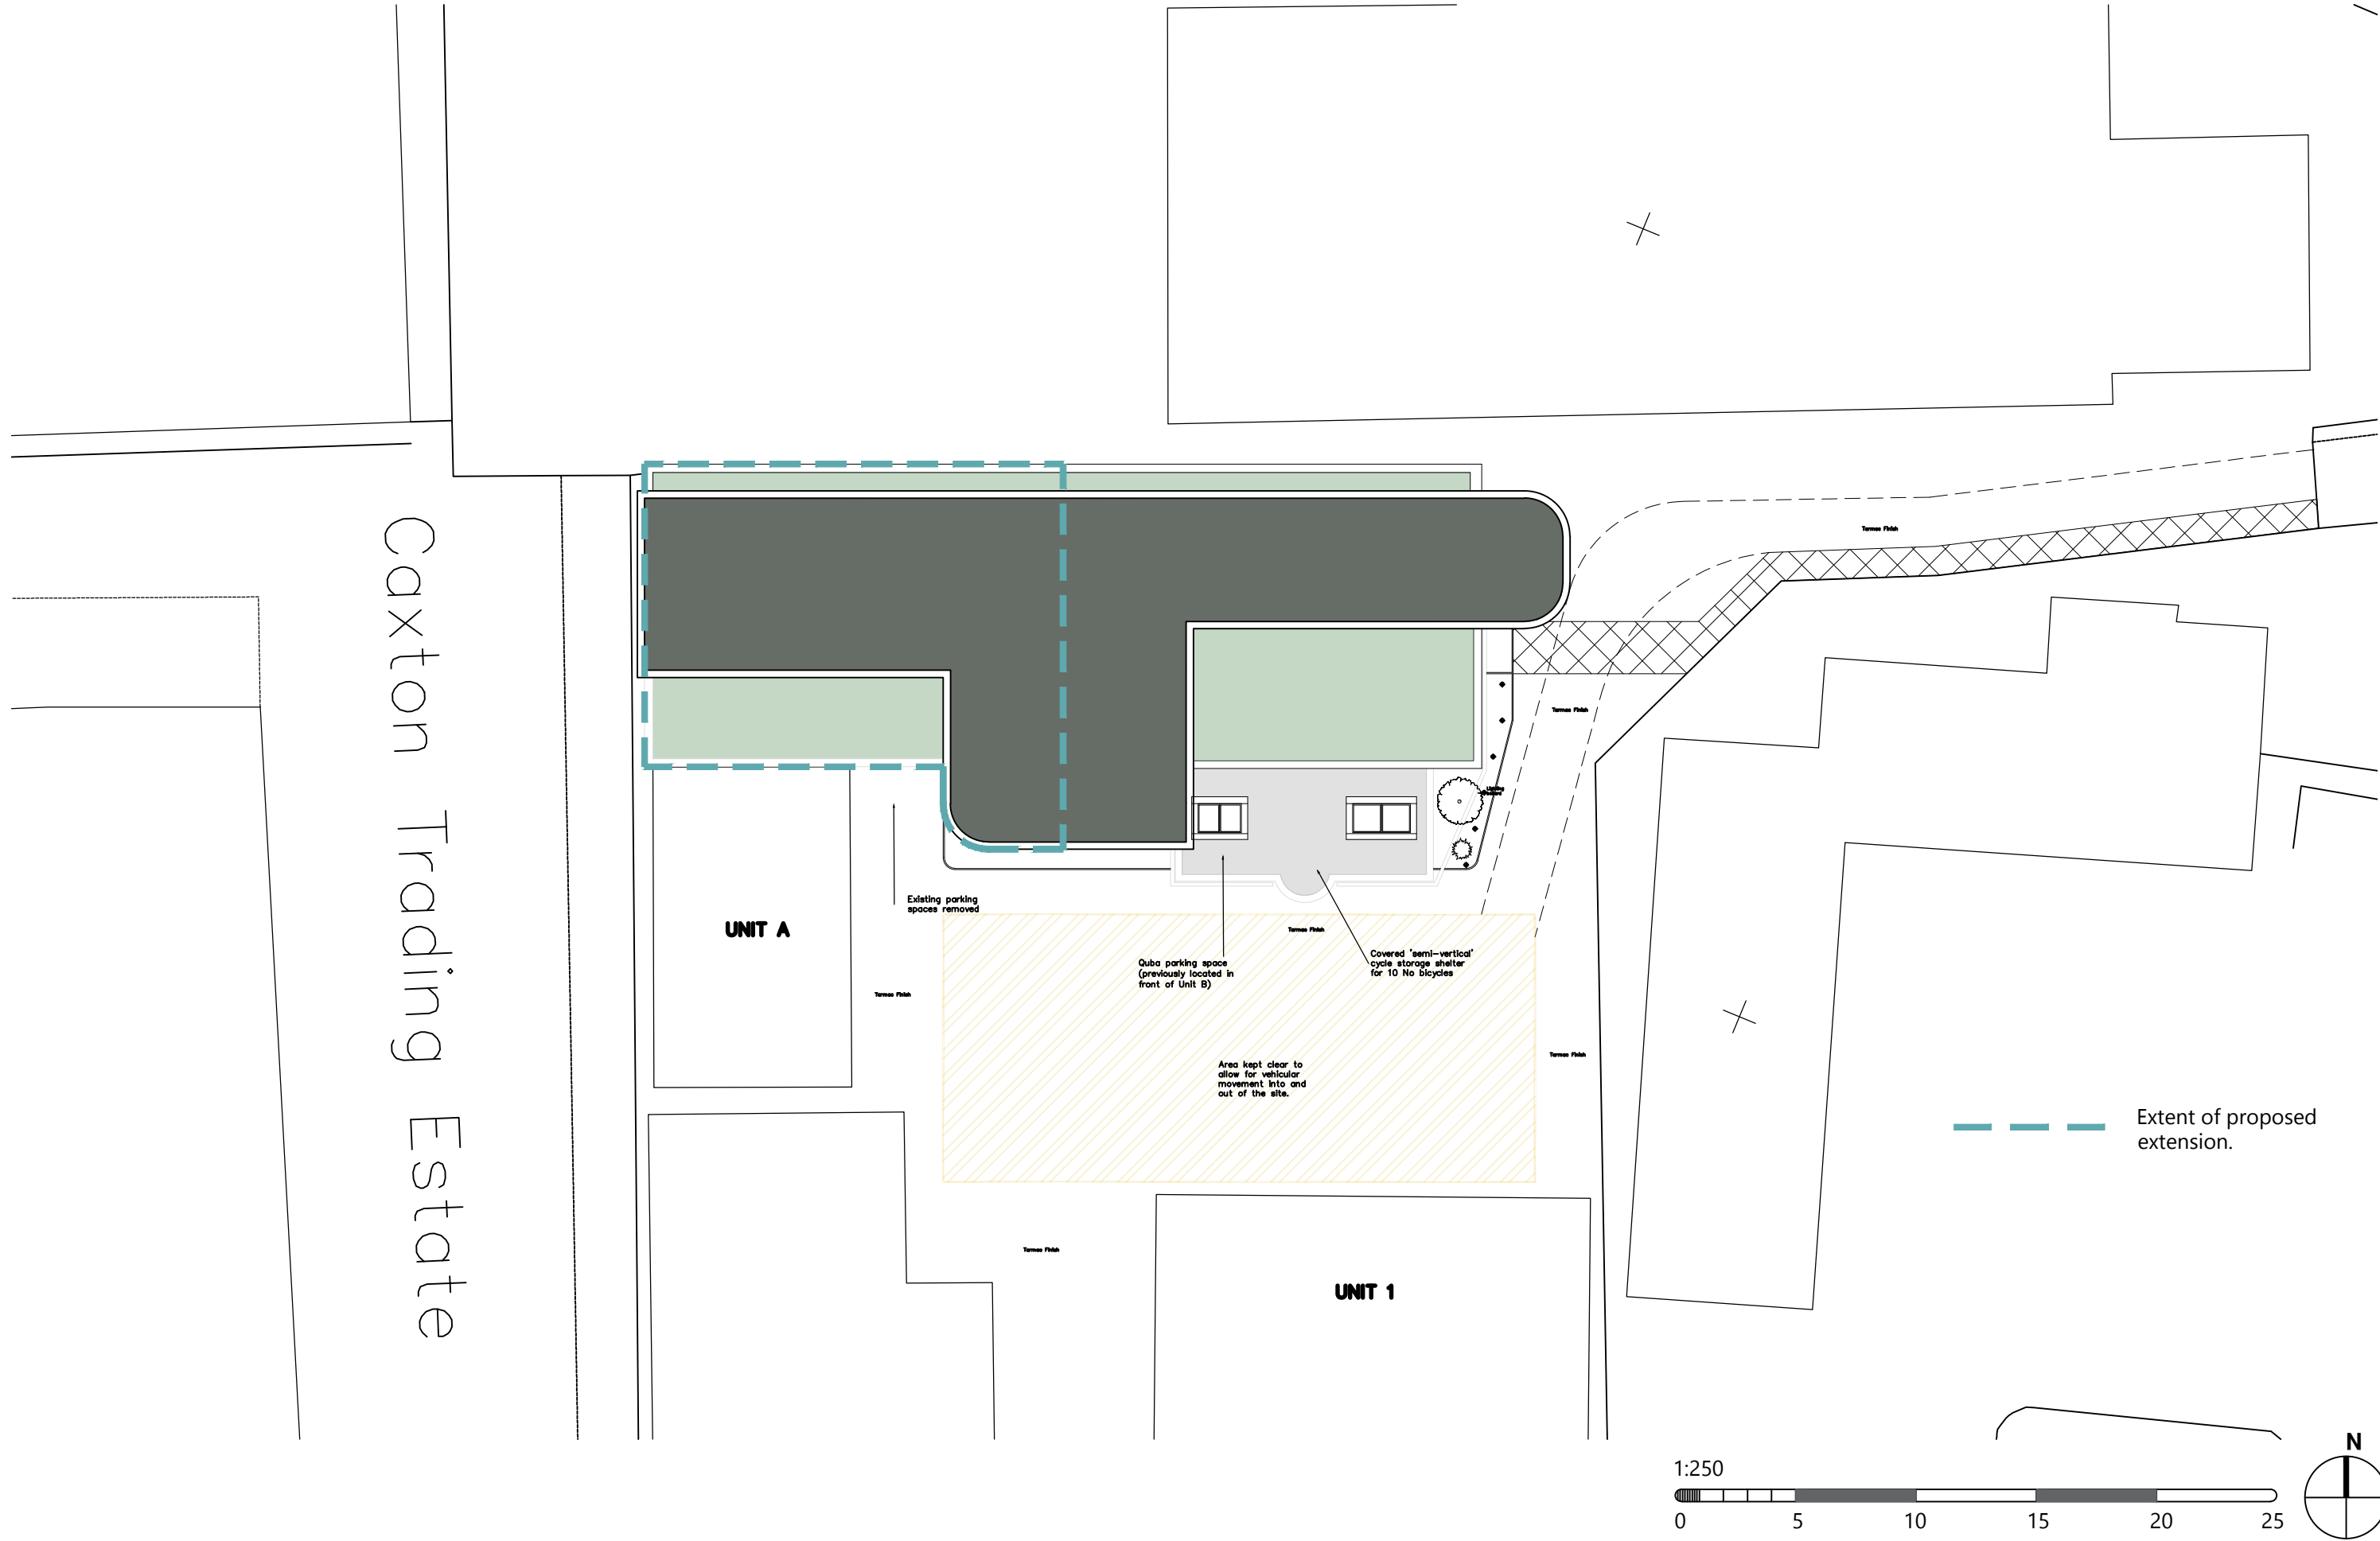 Caxton Trading Estate
Tarmac Finish
Tarmac Finish
Existing parking
spaces removed
UNIT A
Tarmac Finish
Quba parking space
(previously located in
front of Unit B)
Covered 'semi-vertical'
cycle storage shelter
for 10 No bicycles
Tarmac Finish
Tarmac Finish
Area kept clear to
allow for vehicular
movement into and
out of the site.
Extent of proposed
extension.
Tarmac Finish
UNIT 1
N
1:250
0 5 10 15 20 25